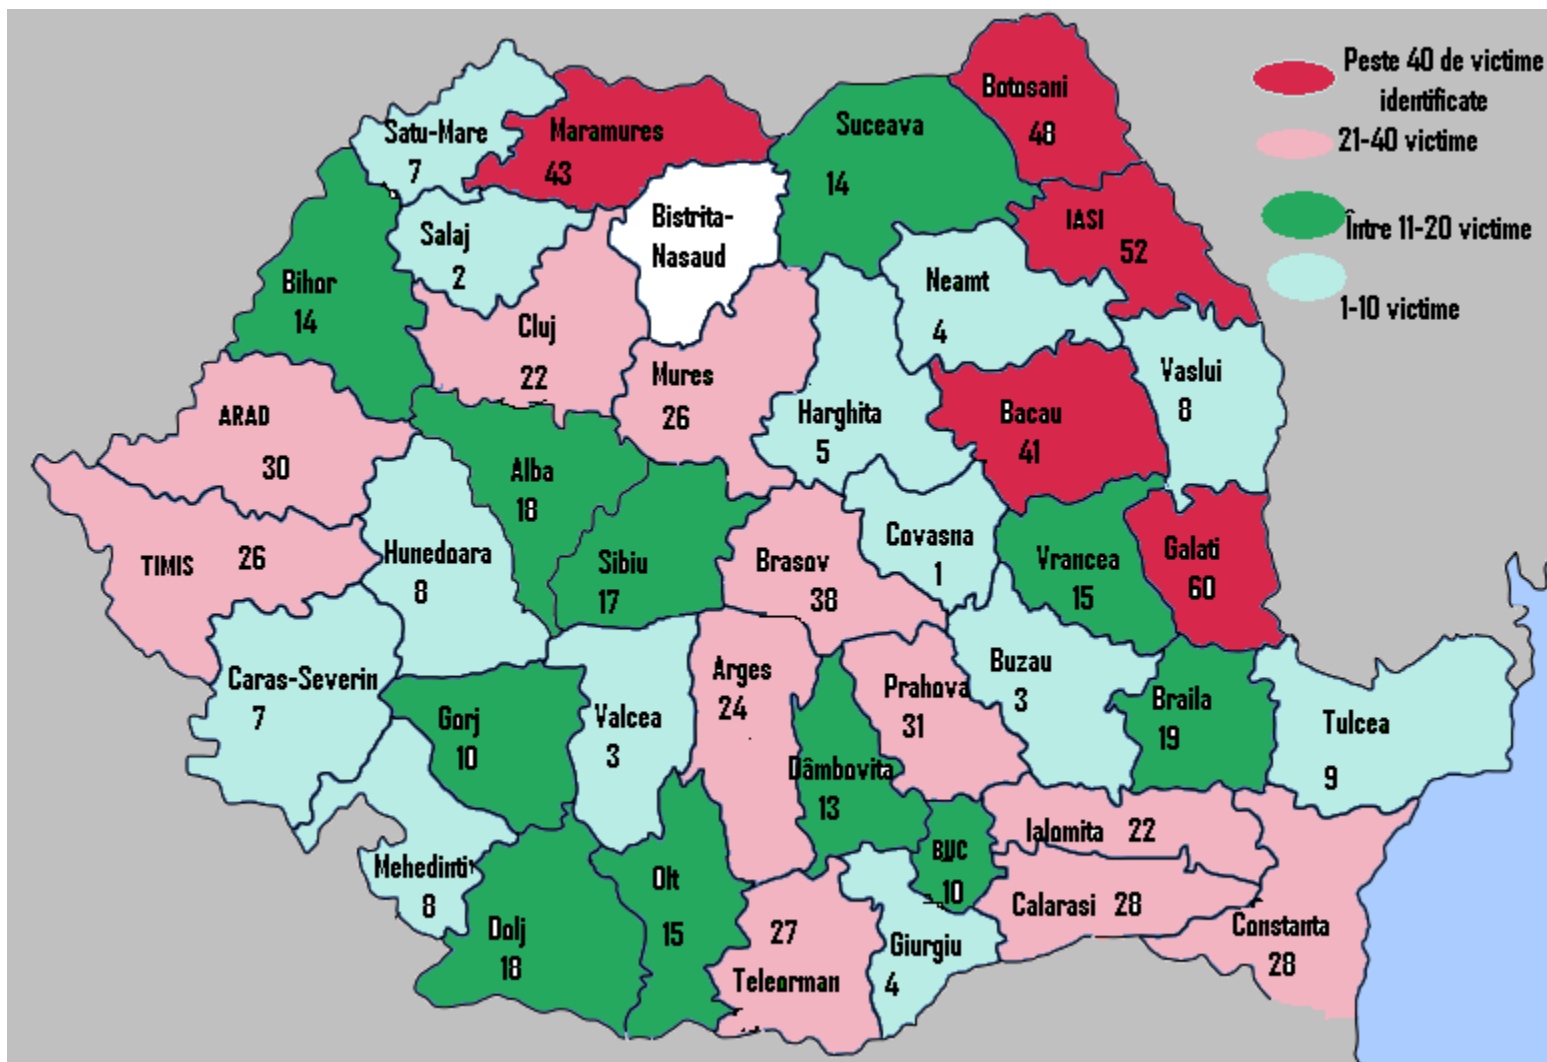 Peste 40 de victime
identificate
21-40 victime
Între 11-20 victime
1-10 victime
Botosani
48
Satu-Mare
7
Maramures
43
Suceava
14
IASI
52
Bistrita-
Nasaud
Salaj
2
Bihor
14
Cluj
22
Neamt
4
Mures
26
Harghita
5
Bacau
41
Vaslui
8
ARAD
30
Alba
18
TIMIS
26
Hunedoara
8
Sibiu
17
Brasov
38
Covasna
1
Vrancea
15
Galati
60
Caras-Severin
7
Gorj
10
Valcea
3
Arges
24
Prahova
31
Buzau
3
Braila
19
Tulcea
9
Dâmbovita
13
Mehedinti
8
Dolj
18
Olt
15
BUC
10
Ialomita 22
Calarasi 28
Constanta
28
27
Teleorman
Giurgiu
4